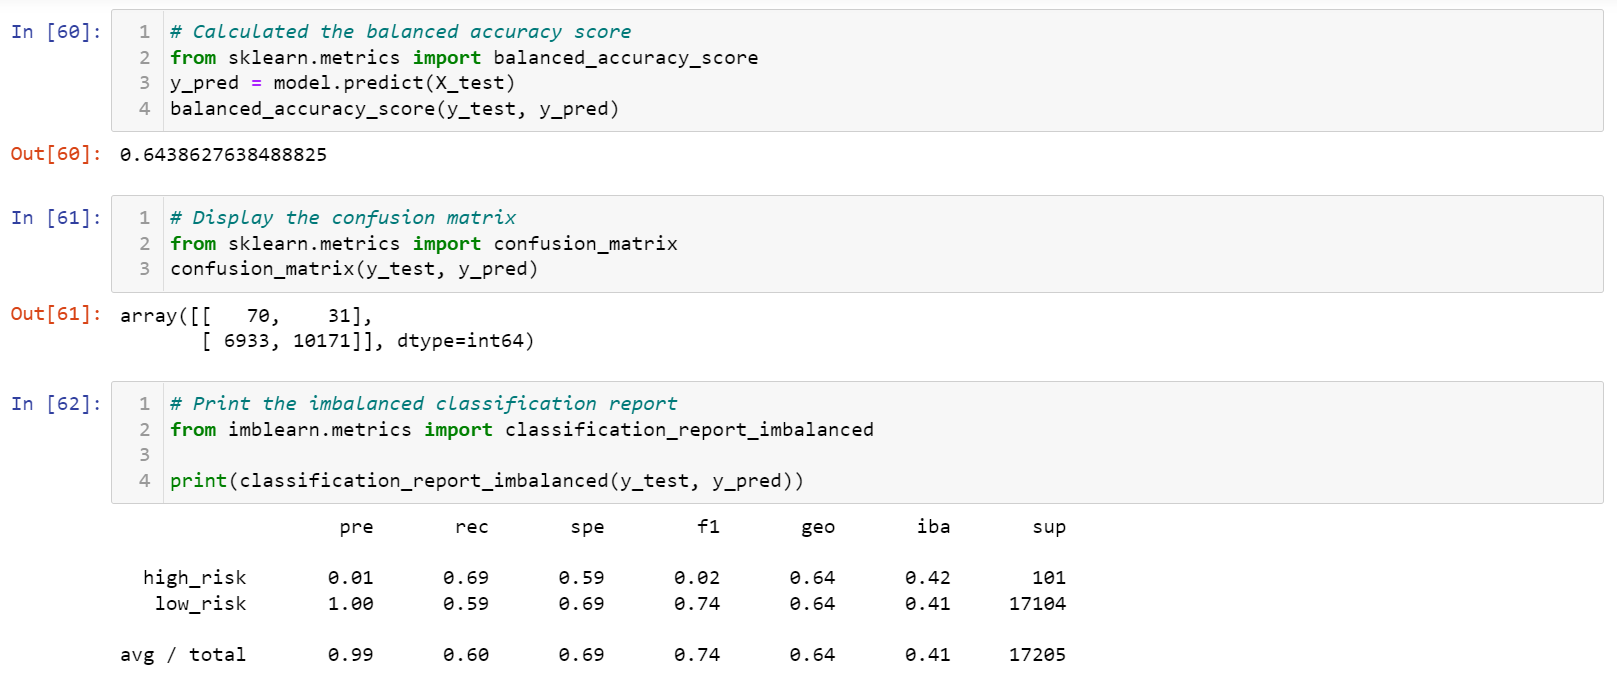 In [60]:
1 # Calculated the balanced accuracy score
2 from sklearn.metrics import balanced_accuracy_score
3 y_pred = model.predict(X_test)
4 balanced_accuracy_score(y_test, y_pred)
Out[60]: 0.6438627638488825
In [61]:
1 # Display the confusion matrix
2 from sklearn.metrics import confusion_matrix
3 confusion_matrix(y_test, y_pred)
Out[61]: array([[   70,    31],
       [ 6933, 10171]], dtype=int64)
In [62]:
1 # Print the imbalanced classification report
2 from imblearn.metrics import classification_report_imbalanced
3
4 print(classification_report_imbalanced(y_test, y_pred))
pre rec spe f1 geo iba sup
high_risk 0.01 0.69 0.59 0.02 0.64 0.42 101
low_risk 1.00 0.59 0.69 0.74 0.64 0.41 17104
avg / total 0.99 0.60 0.69 0.74 0.64 0.41 17205